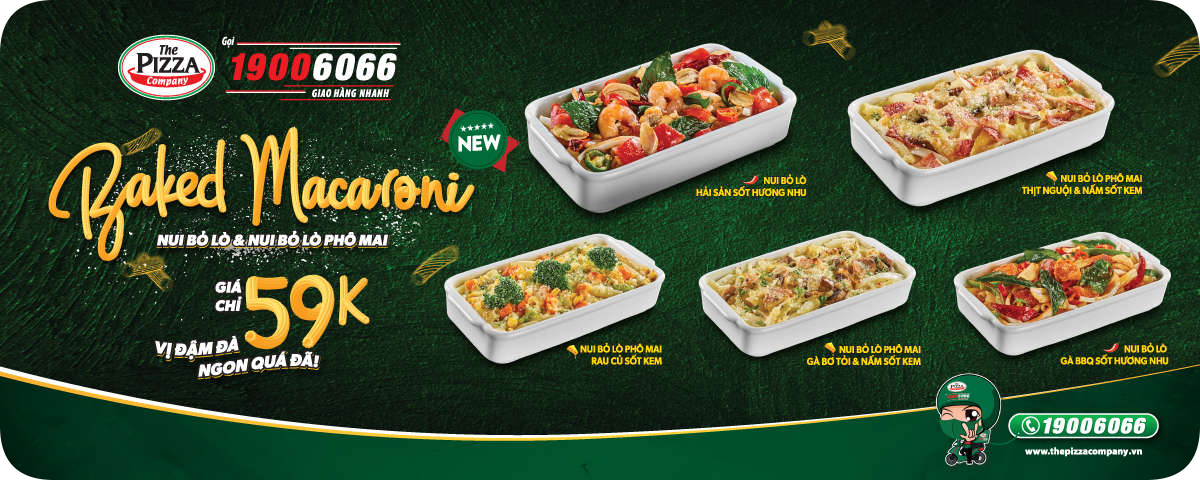 The
PIZZA
Company
Gọi
19006066
GIAO HÀNG NHANH
NEW
Baked Macaroni
NUI BỎ LÒ & NUI BỎ LÒ PHÔ MAI
GIÁ
CHỈ
59K
VỊ ĐẬM ĐÀ
NGON QUÁ ĐÃ!
NUI BỎ LÒ
HẢI SẢN SỐT HƯƠNG NHU
NUI BỎ LÒ PHÔ MAI
THỊT NGUỘI & NẤM SỐT KEM
NUI BỎ LÒ PHÔ MAI
RAU CỦ SỐT KEM
NUI BỎ LÒ PHÔ MAI
GÀ BƠ TỎI & NẤM SỐT KEM
NUI BỎ LÒ
GÀ BBQ SỐT HƯƠNG NHU
19006066
www.thepizzacompany.vn